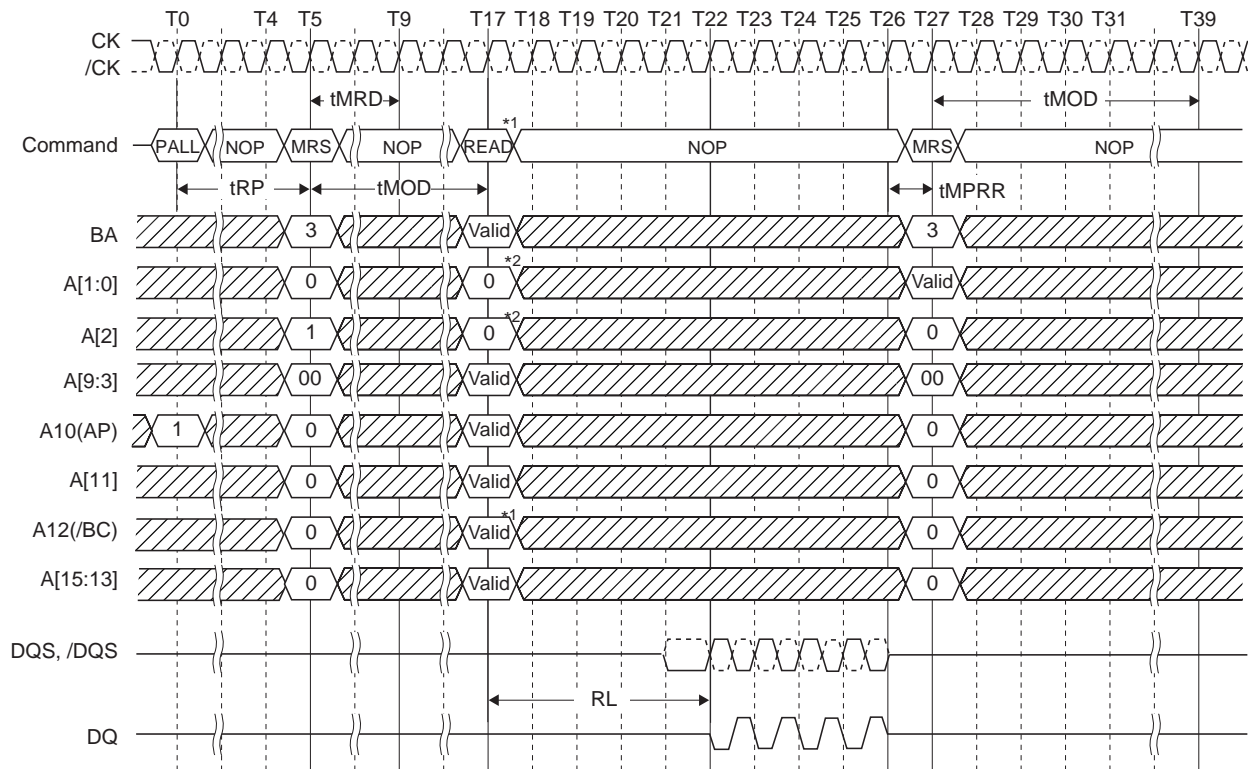 T0 T4 T5 T9 T17 T18 T19 T20 T21 T22 T23 T24 T25 T26 T27 T28 T29 T30 T31 T39
CK
/CK
tMRD tMOD
Command PALL NOP MRS NOP READ *1 NOP MRS NOP
tRP tMOD tMPRR
BA 3 Valid 3
A[1:0] 0 0 *2 Valid
A[2] 1 0 *2 0
A[9:3] 00 Valid 00
A10(AP) 1 0 Valid 0
A[11] 0 Valid 0
A12(/BC) 0 Valid *1 0
A[15:13] 0 Valid 0
DQS, /DQS
RL
DQ